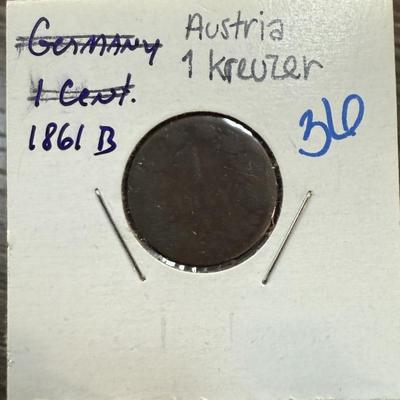 Germany
1 Cent.
1861 B
Austria
1 kreuzer
36